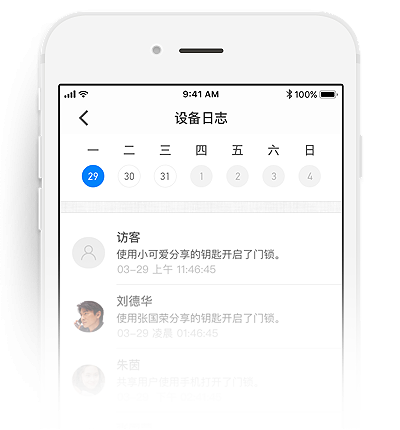 9:41 AM 100%
设备日志
一 二 三 四 五 六 日
29 30 31 1 2 3 4
访客
使用小可爱分享的钥匙开启了门锁。
03-29 上午 11:46:45
刘德华
使用张国荣分享的钥匙开启了门锁。
03-29 凌晨 01:46:45
朱茵